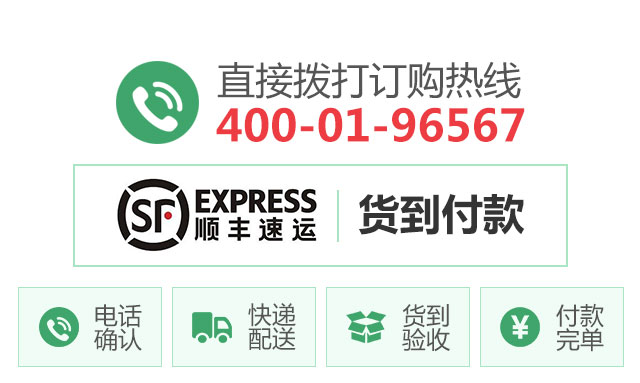 直接拨打订购热线
400-01-96567
SF EXPRESS
顺丰速运
货到付款
电话
确认
快递
配送
货到
验收
¥
付款
完单